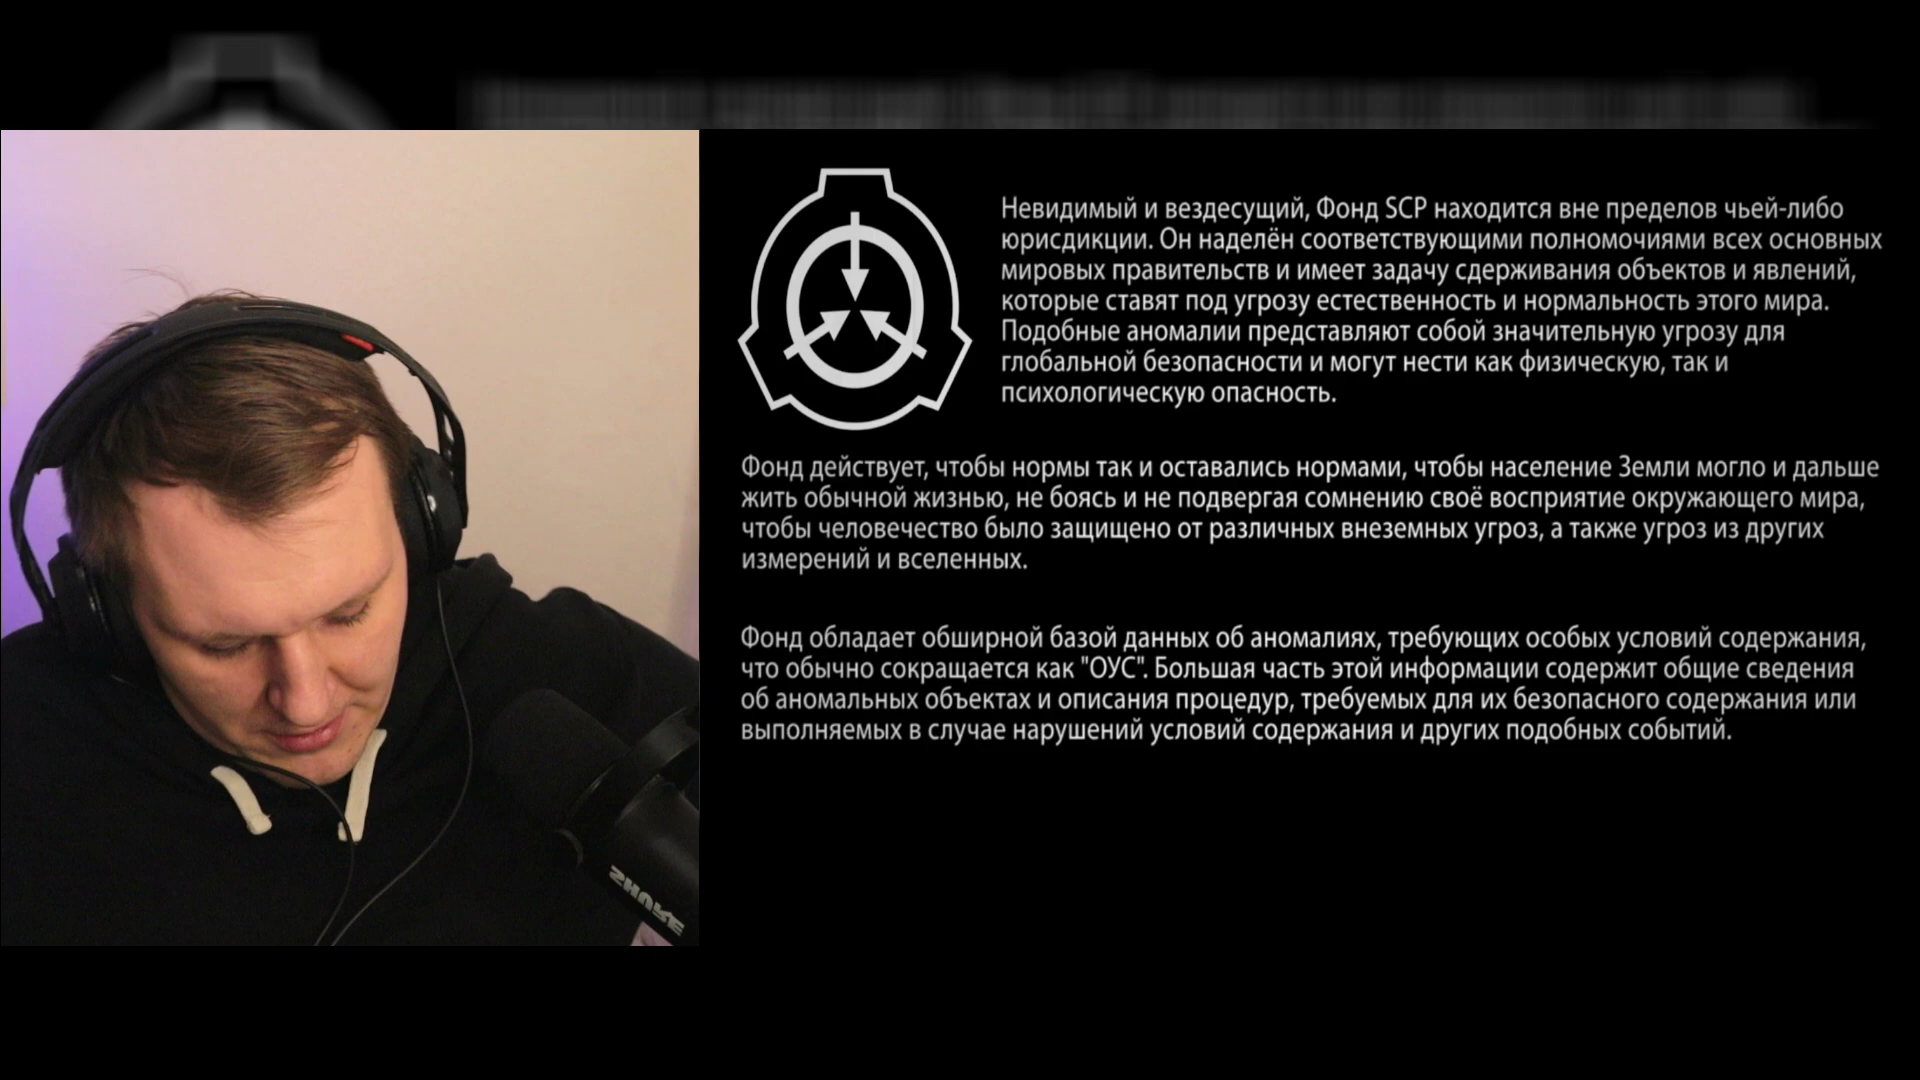 Невидимый и вездесущий, Фонд SCP находится вне пределов чьей-либо
юрисдикции. Он наделён соответствующими полномочиями всех основных
мировых правительств и имеет задачу сдерживания объектов и явлений,
которые ставят под угрозу естественность и нормальность этого мира.
Подобные аномалии представляют собой значительную угрозу для
глобальной безопасности и могут нести как физическую, так и
психологическую опасность.
Фонд действует, чтобы нормы так и оставались нормами, чтобы население Земли могло и дальше
жить обычной жизнью, не боясь и не подвергая сомнению своё восприятие окружающего мира,
чтобы человечество было защищено от различных внеземных угроз, а также угроз из других
измерений и вселенных.
Фонд обладает обширной базой данных об аномалиях, требующих особых условий содержания,
что обычно сокращается как "ОУС". Большая часть этой информации содержит общие сведения
об аномальных объектах и описания процедур, требуемых для их безопасного содержания или
выполняемых в случае нарушений условий содержания и других подобных событий.
SHURE